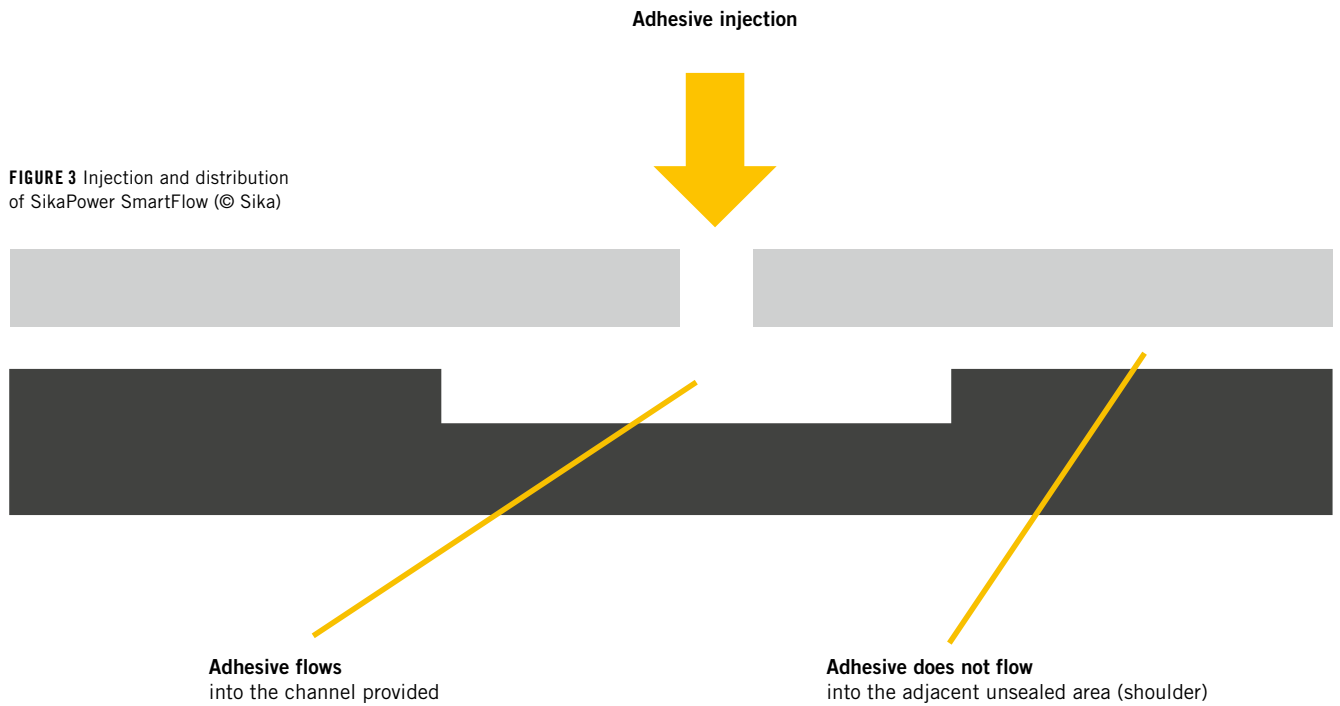 Adhesive injection
FIGURE 3 Injection and distribution
of SikaPower SmartFlow (© Sika)
Adhesive flows
into the channel provided
Adhesive does not flow
into the adjacent unsealed area (shoulder)